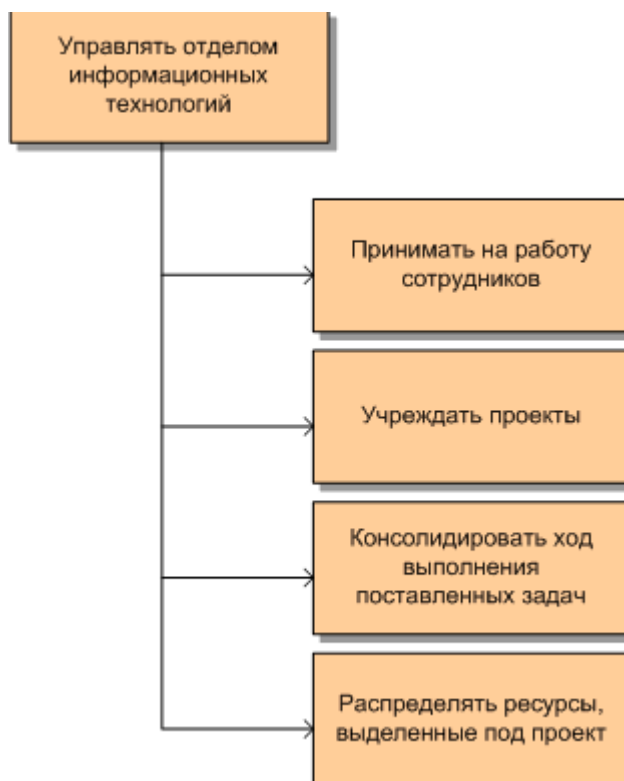 Управлять отделом
информационных
технологий
Принимать на работу
сотрудников
Учреждать проекты
Консолидировать ход
выполнения
поставленных задач
Распределять ресурсы,
выделенные под проект